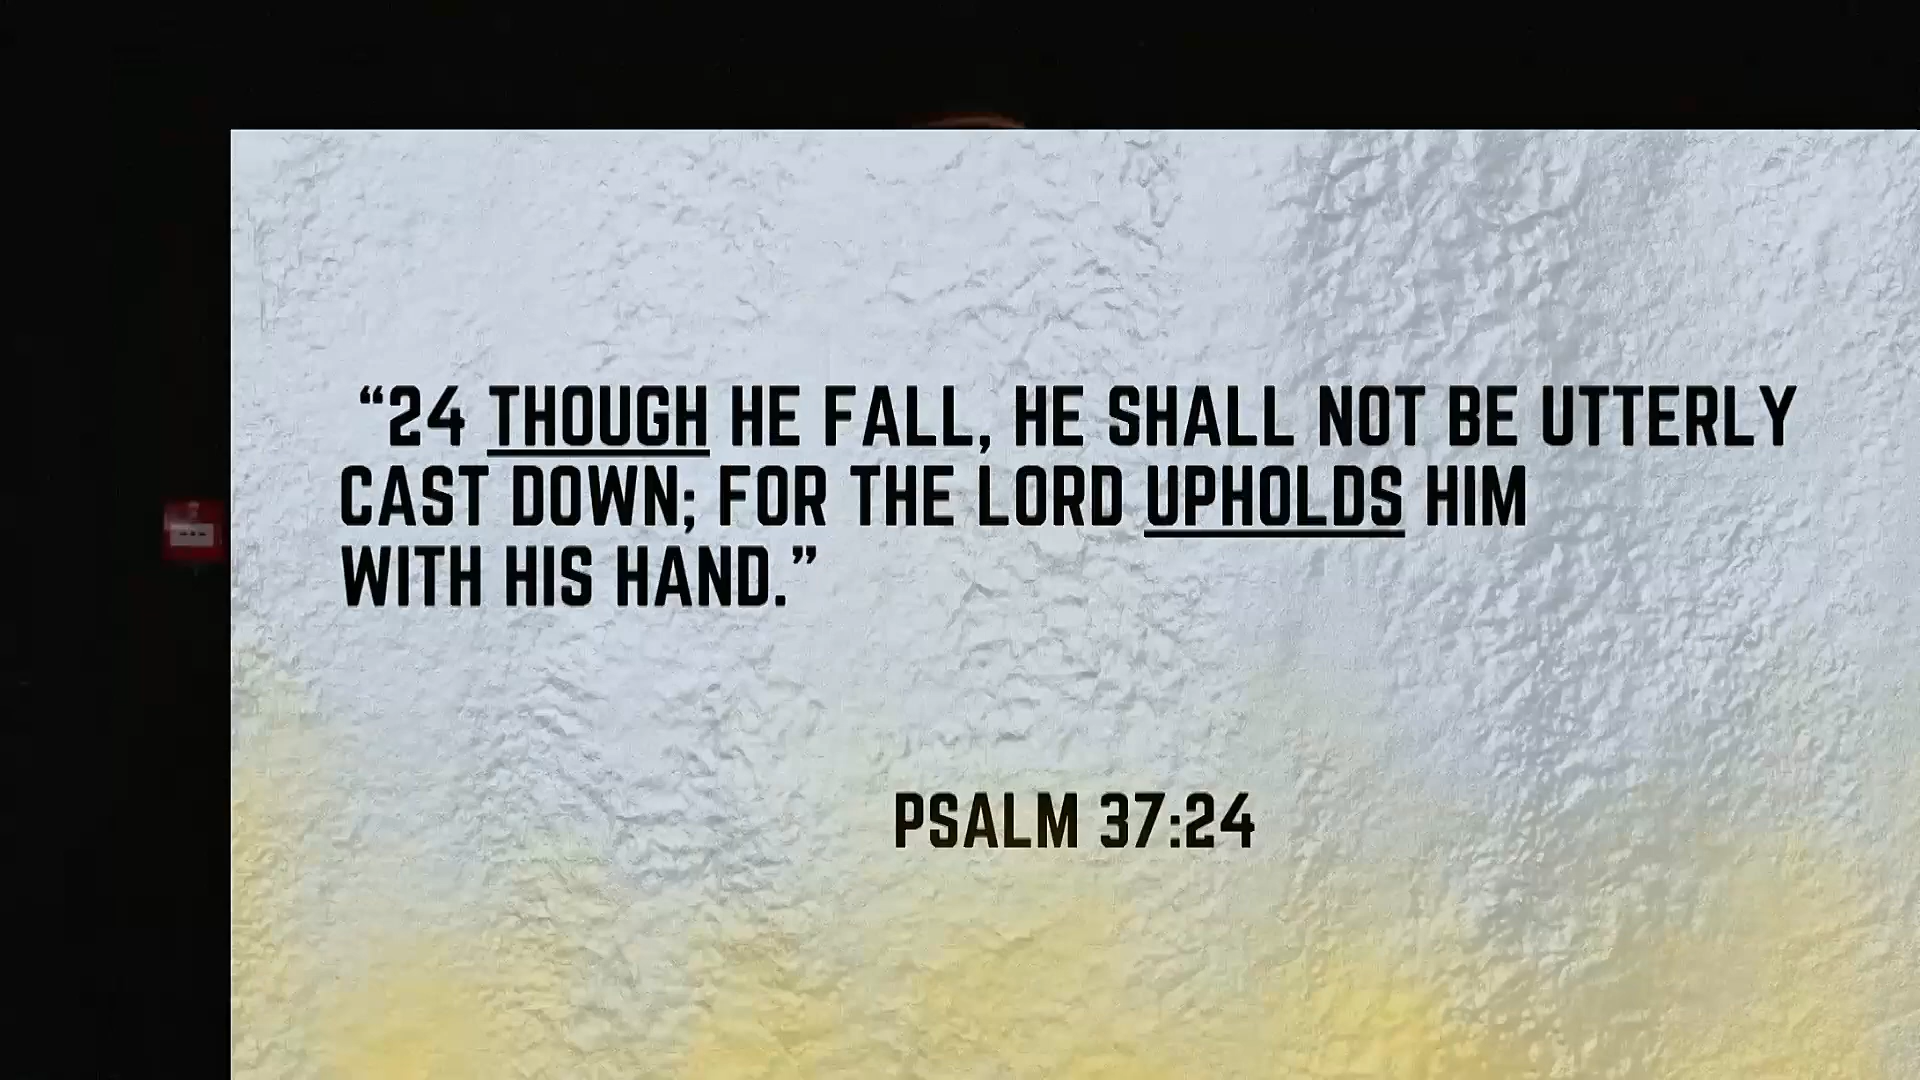 “24 THOUGH HE FALL, HE SHALL NOT BE UTTERLY
CAST DOWN; FOR THE LORD UPHOLDS HIM
WITH HIS HAND.”
PSALM 37:24